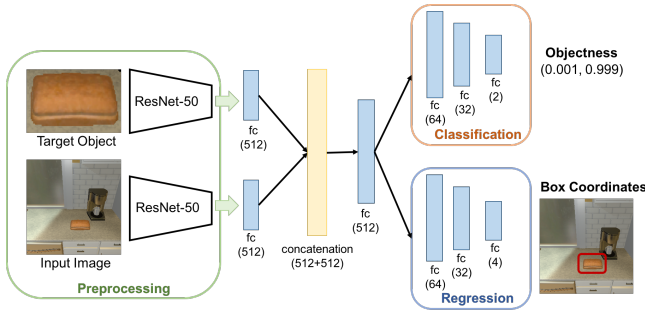 ResNet-50
Target Object
ResNet-50
Input Image
Preprocessing
fc
(512)
fc
(512)
concatenation
(512+512)
fc
(512)
fc
(64)
fc
(32)
fc
(2)
Classification
Objectness
(0.001, 0.999)
fc
(64)
fc
(32)
fc
(4)
Regression
Box Coordinates